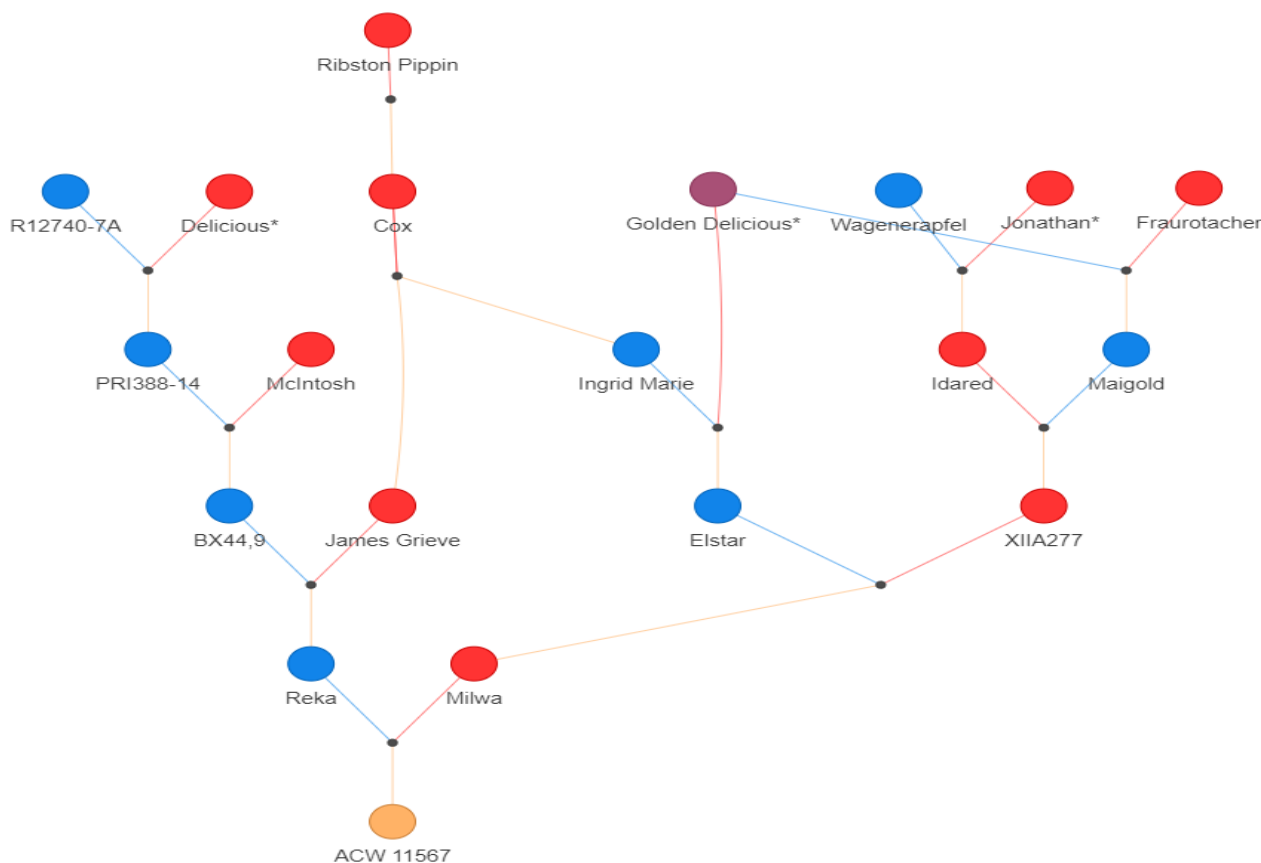 Ribston Pippin
R12740-7A
Delicious*
Cox
Golden Delicious*
Wagenerapfel
Jonathan*
Fraurotacher
PRI388-14
McIntosh
Ingrid Marie
Idared
Maigold
BX44,9
James Grieve
Elstar
XIIA277
Reka
Milwa
ACW 11567